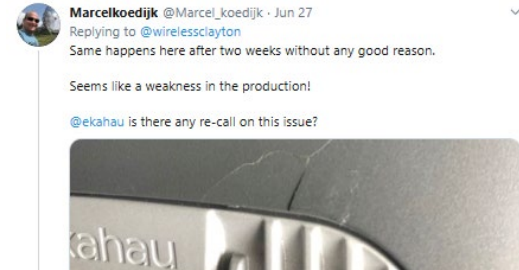 Marcelkoedijk @Marcel_koedijk · Jun 27
Replying to @wirelessclayton
Same happens here after two weeks without any good reason.
Seems like a weakness in the production!
@ekahau is there any re-call on this issue?
ekahau